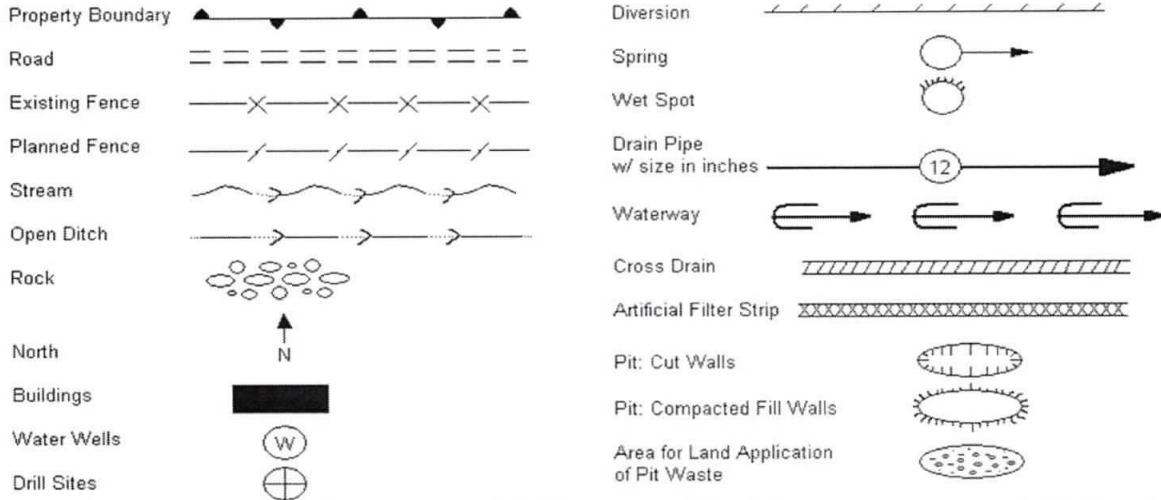 Property Boundary
Road
Existing Fence
Planned Fence
Stream
Open Ditch
Rock
North
N
Buildings
Water Wells
W
Drill Sites
Diversion
Spring
Wet Spot
Drain Pipe
w/ size in inches
12
Waterway
Cross Drain
Artificial Filter Strip
Pit: Cut Walls
Pit: Compacted Fill Walls
Area for Land Application
of Pit Waste